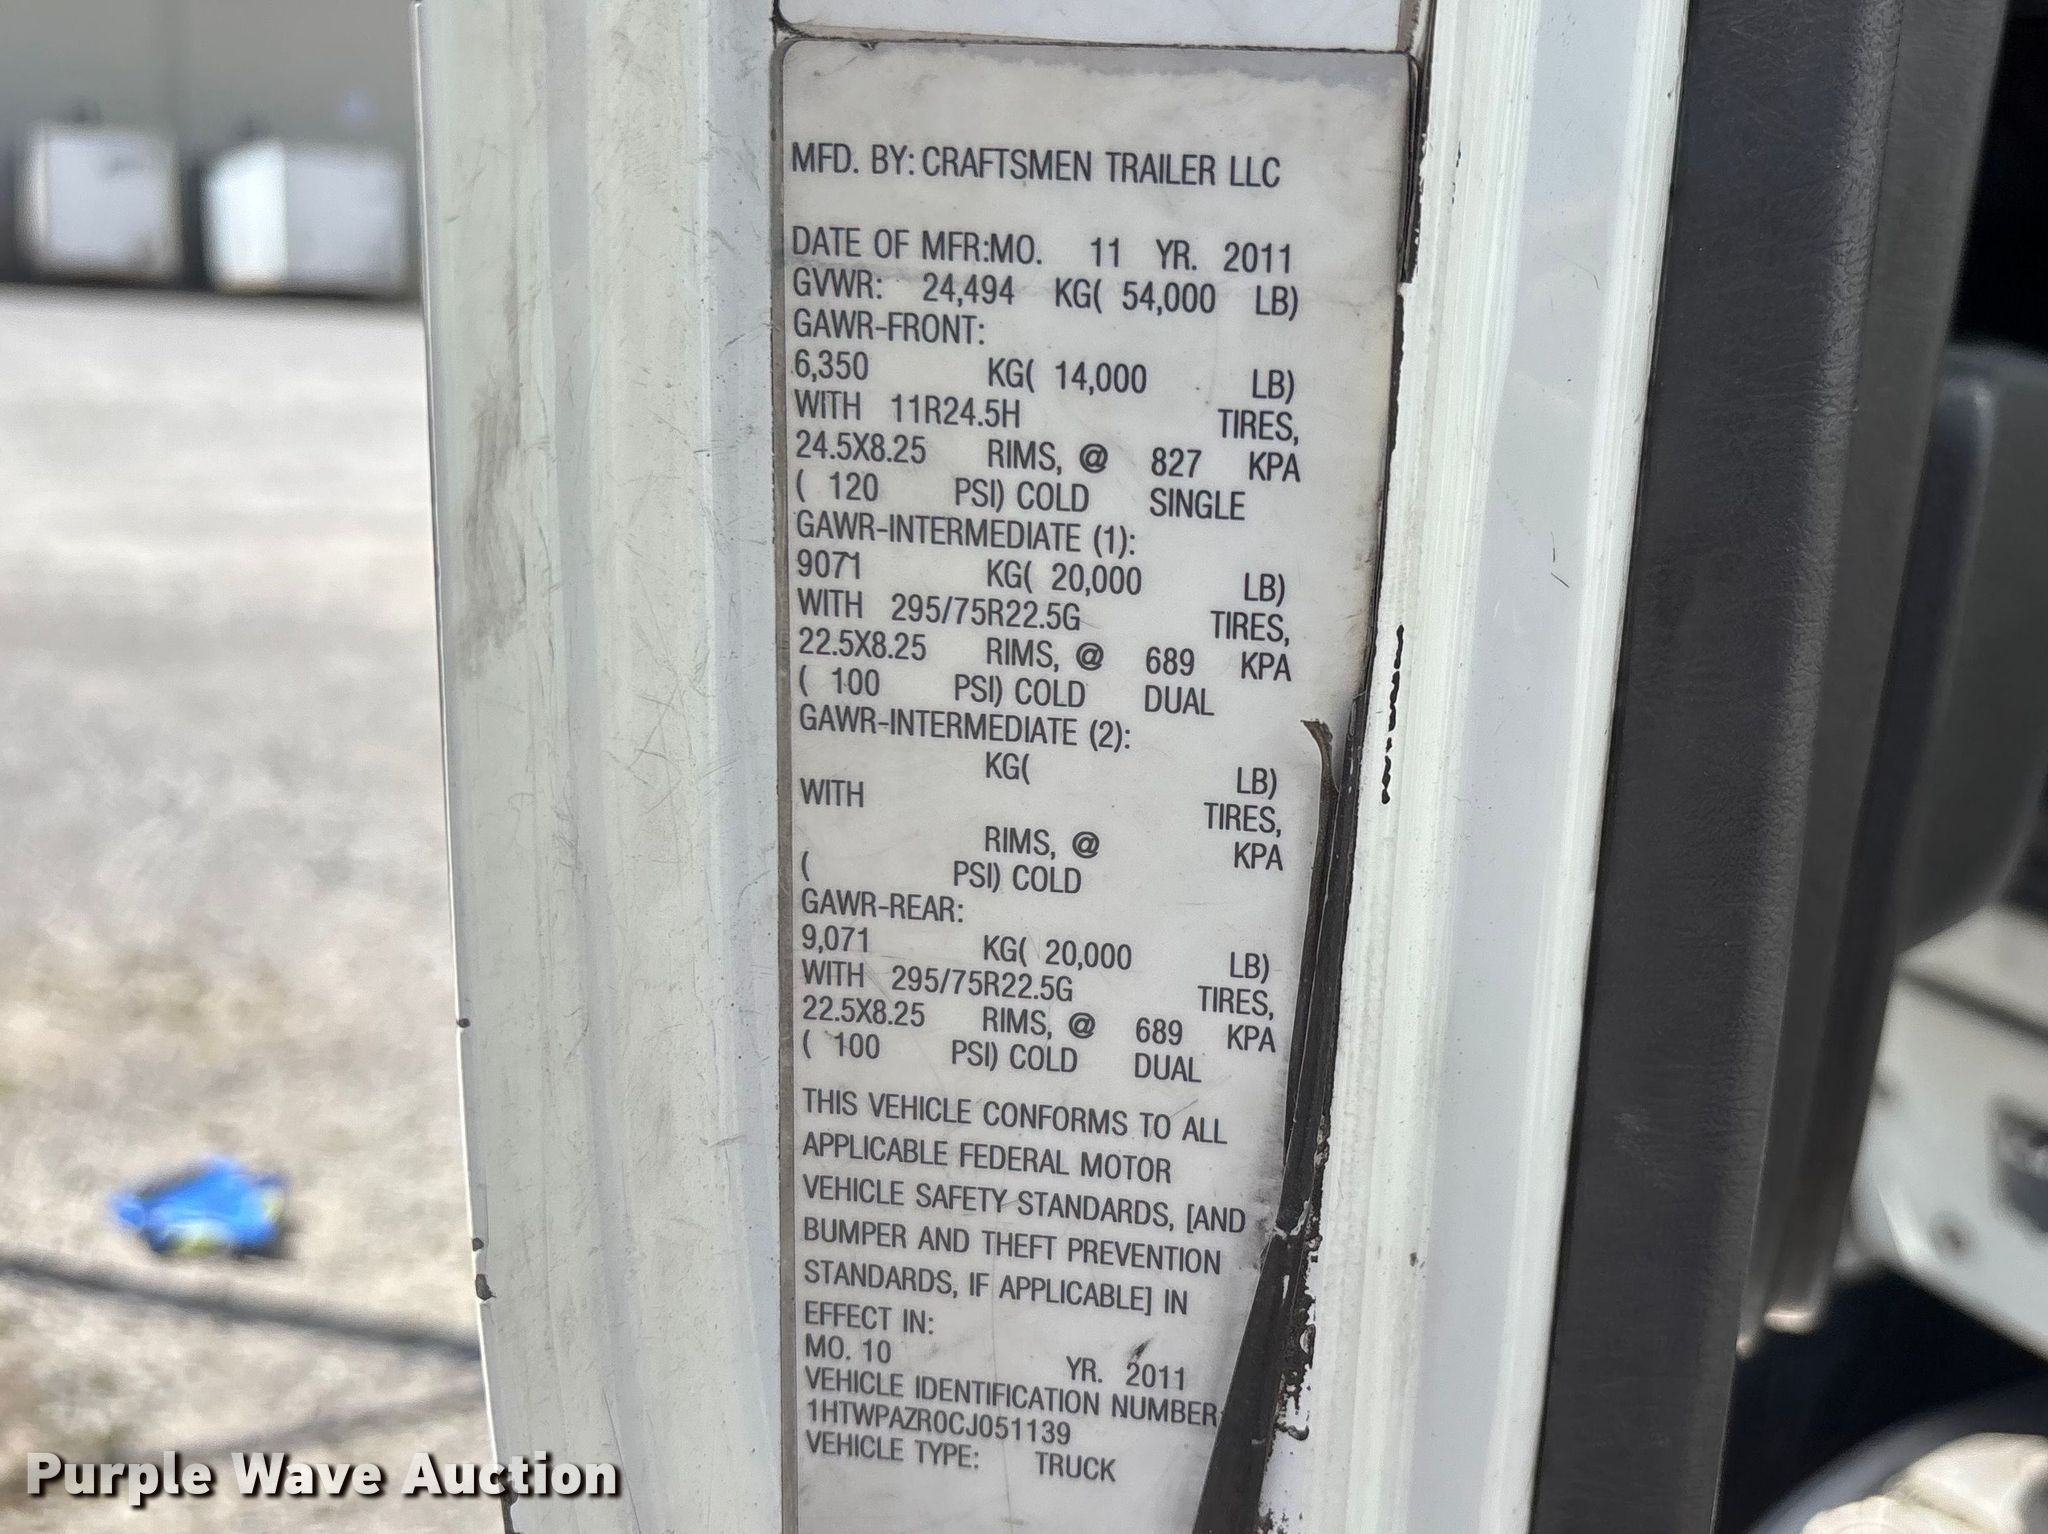 MFD. BY: CRAFTSMEN TRAILER LLC
DATE OF MFR:MO. 11 YR. 2011
GVWR: 24,494 KG( 54,000 LB)
GAWR-FRONT:
6,350 KG( 14,000 LB)
WITH 11R24.5H TIRES,
24.5X8.25 RIMS, @ 827 KPA
( 120 PSI) COLD SINGLE
GAWR-INTERMEDIATE (1):
9071 KG( 20,000 LB)
WITH 295/75R22.5G TIRES,
22.5X8.25 RIMS, @ 689 KPA
( 100 PSI) COLD DUAL
GAWR-INTERMEDIATE (2):
KG( LB)
WITH TIRES,
RIMS, @ KPA
( PSI) COLD
GAWR-REAR:
9,071 KG( 20,000 LB)
WITH 295/75R22.5G TIRES,
22.5X8.25 RIMS, @ 689 KPA
( 100 PSI) COLD DUAL
THIS VEHICLE CONFORMS TO ALL
APPLICABLE FEDERAL MOTOR
VEHICLE SAFETY STANDARDS, [AND
BUMPER AND THEFT PREVENTION
STANDARDS, IF APPLICABLE] IN
EFFECT IN:
MO. 10 YR. 2011
VEHICLE IDENTIFICATION NUMBER
1HTWPAZR0CJ051139
VEHICLE TYPE: TRUCK
Purple Wave Auction